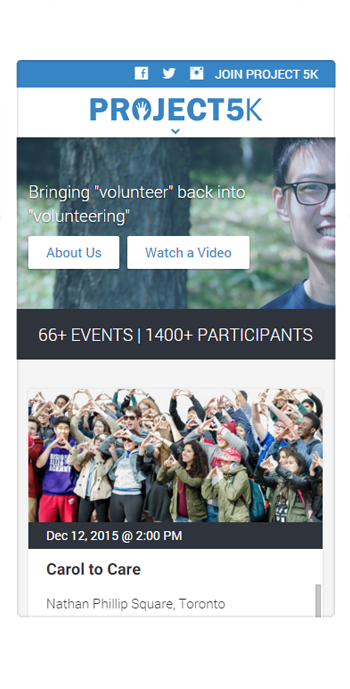 JOIN PROJECT 5K
PROJECT5K
Bringing "volunteer" back into
"volunteering"
About Us
Watch a Video
66+ EVENTS | 1400+ PARTICIPANTS
Dec 12, 2015 @ 2:00 PM
Carol to Care
Nathan Phillip Square, Toronto